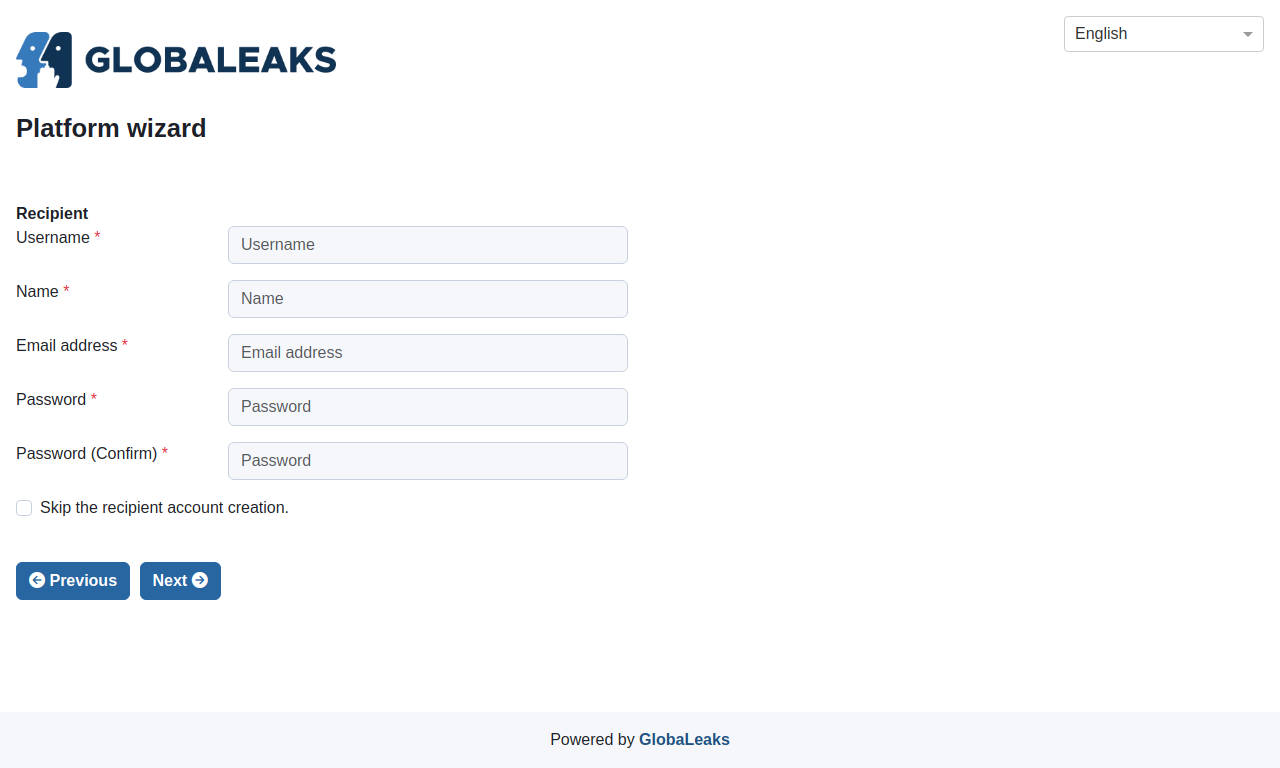 GLOBALEAKS
English
Platform wizard
Recipient
Username *
Username
Name *
Name
Email address *
Email address
Password *
Password
Password (Confirm) *
Password
Skip the recipient account creation.
Previous
Next
Powered by GlobaLeaks